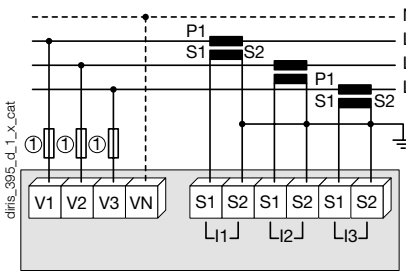 P1
S1 S2
P1
S1 S2
① ① ①
diris_395_d_1_x_cat
V1 V2 V3 VN S1 S2 S1 S2 S1 S2
I1 I2 I3